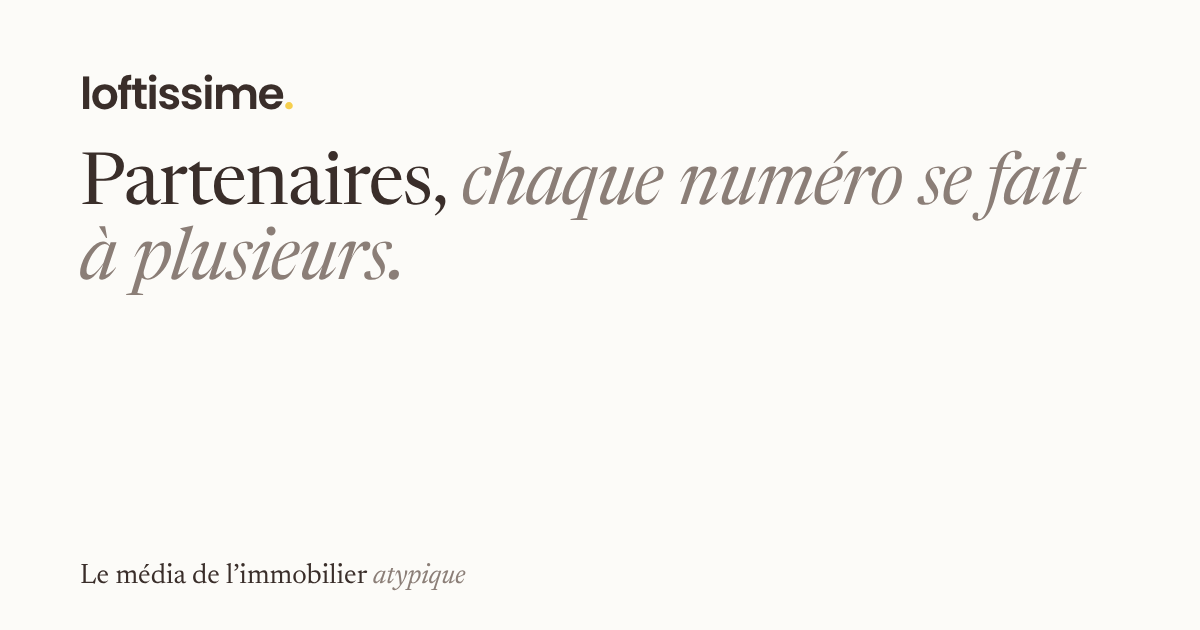 loftissime.
Partenaires, chaque numéro se fait
à plusieurs.
Le média de l’immobilier atypique